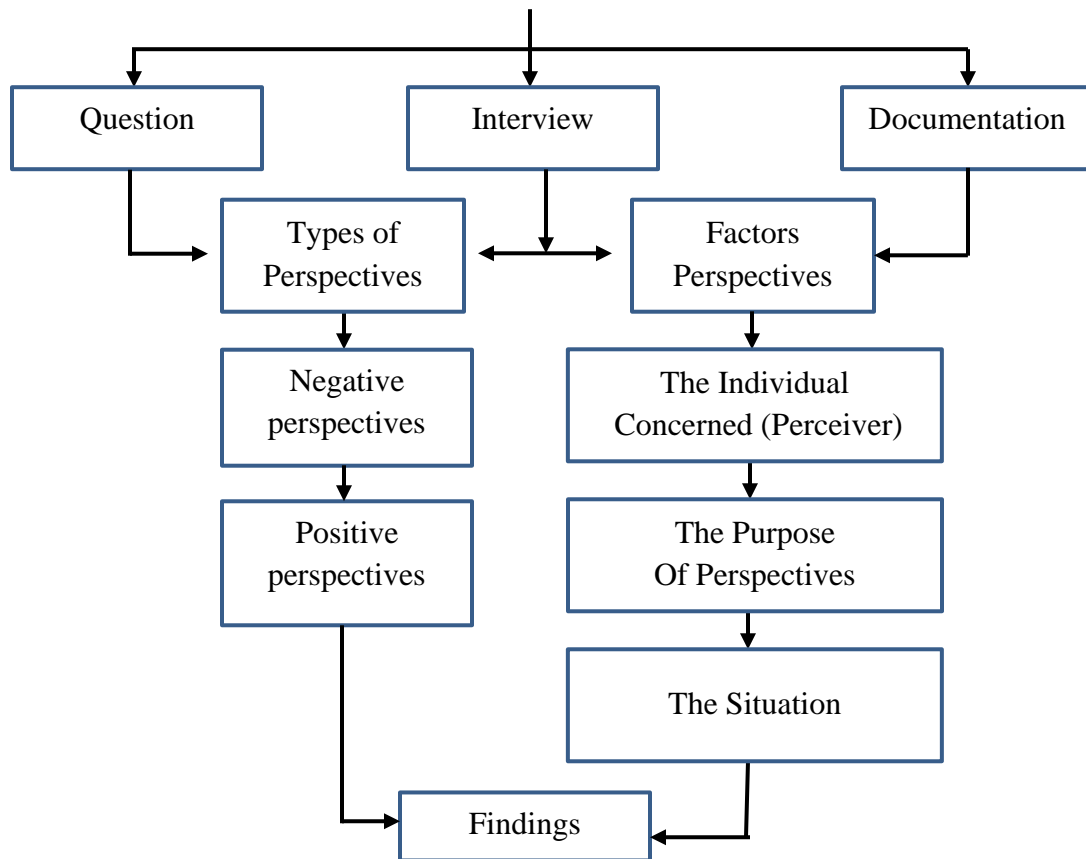 Question
Interview
Documentation
Types of
Perspectives
Factors
Perspectives
Negative
perspectives
The Individual
Concerned (Perceiver)
Positive
perspectives
The Purpose
Of Perspectives
The Situation
Findings